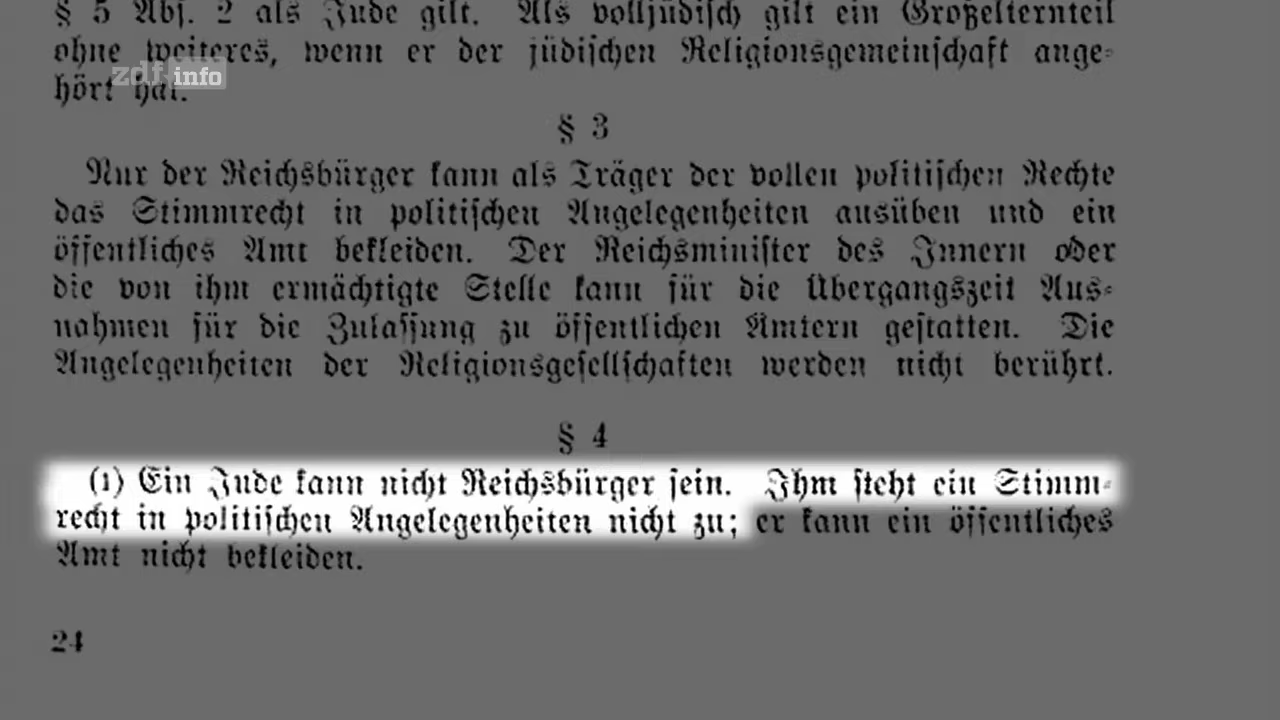 § 5 Abs. 2 als Jude gilt. Als volljüdisch gilt ein Großelternteil
ohne weiteres, wenn er der jüdischen Religionsgemeinschaft ange-
hört hat.
zdf info
§ 3
Nur der Reichsbürger kann als Träger der vollen politischen Rechte
das Stimmrecht in politischen Angelegenheiten ausüben und ein
öffentliches Amt bekleiden. Der Reichsminister des Innern oder
die von ihm ermächtigte Stelle kann für die Übergangszeit Aus-
nahmen für die Zulassung zu öffentlichen Ämtern gestatten. Die
Angelegenheiten der Religionsgesellschaften werden nicht berührt.
§ 4
(1) Ein Jude kann nicht Reichsbürger sein. Ihm steht ein Stimm-
recht in politischen Angelegenheiten nicht zu; er kann ein öffentliches
Amt nicht bekleiden.
24